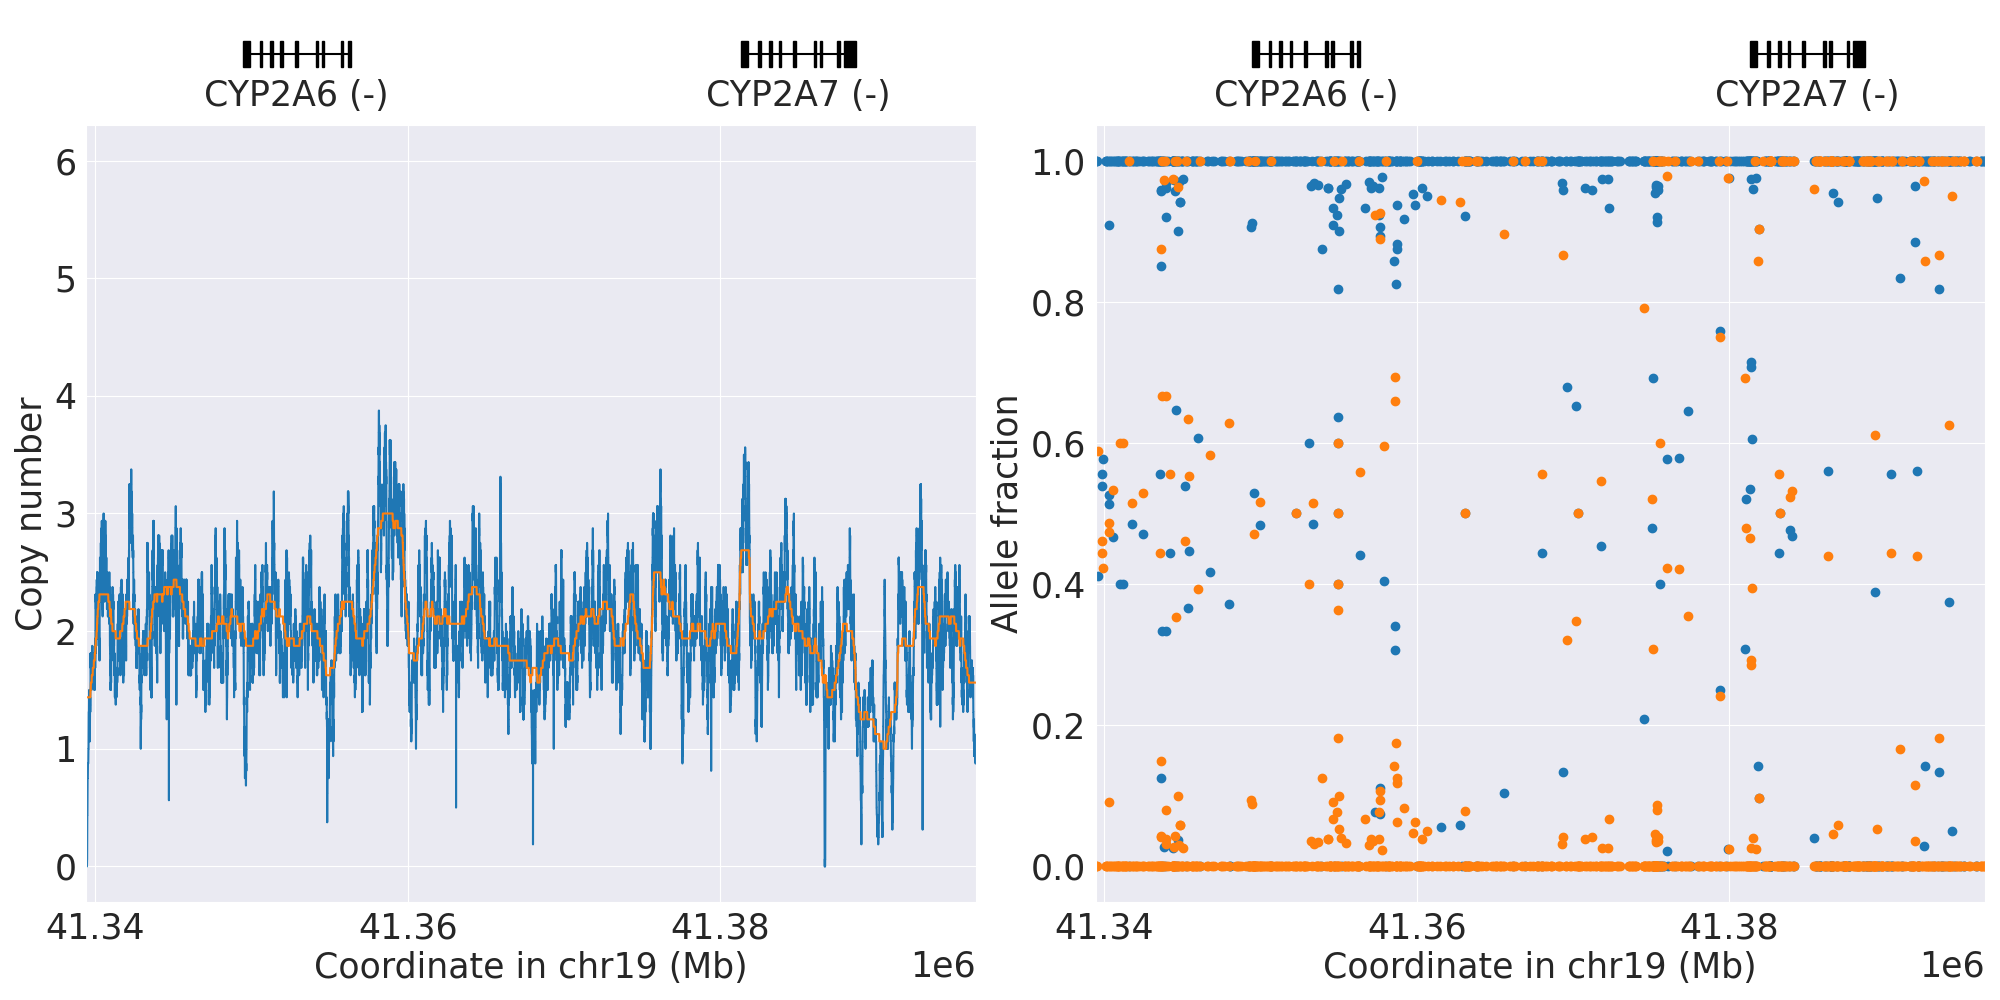 CYP2A6 (-)
CYP2A7 (-)
6
5
4
3
2
1
0
Copy number
41.34
41.36
41.38
Coordinate in chr19 (Mb)
1e6
CYP2A6 (-)
CYP2A7 (-)
1.0
0.8
0.6
0.4
0.2
0.0
Allele fraction
41.34
41.36
41.38
Coordinate in chr19 (Mb)
1e6